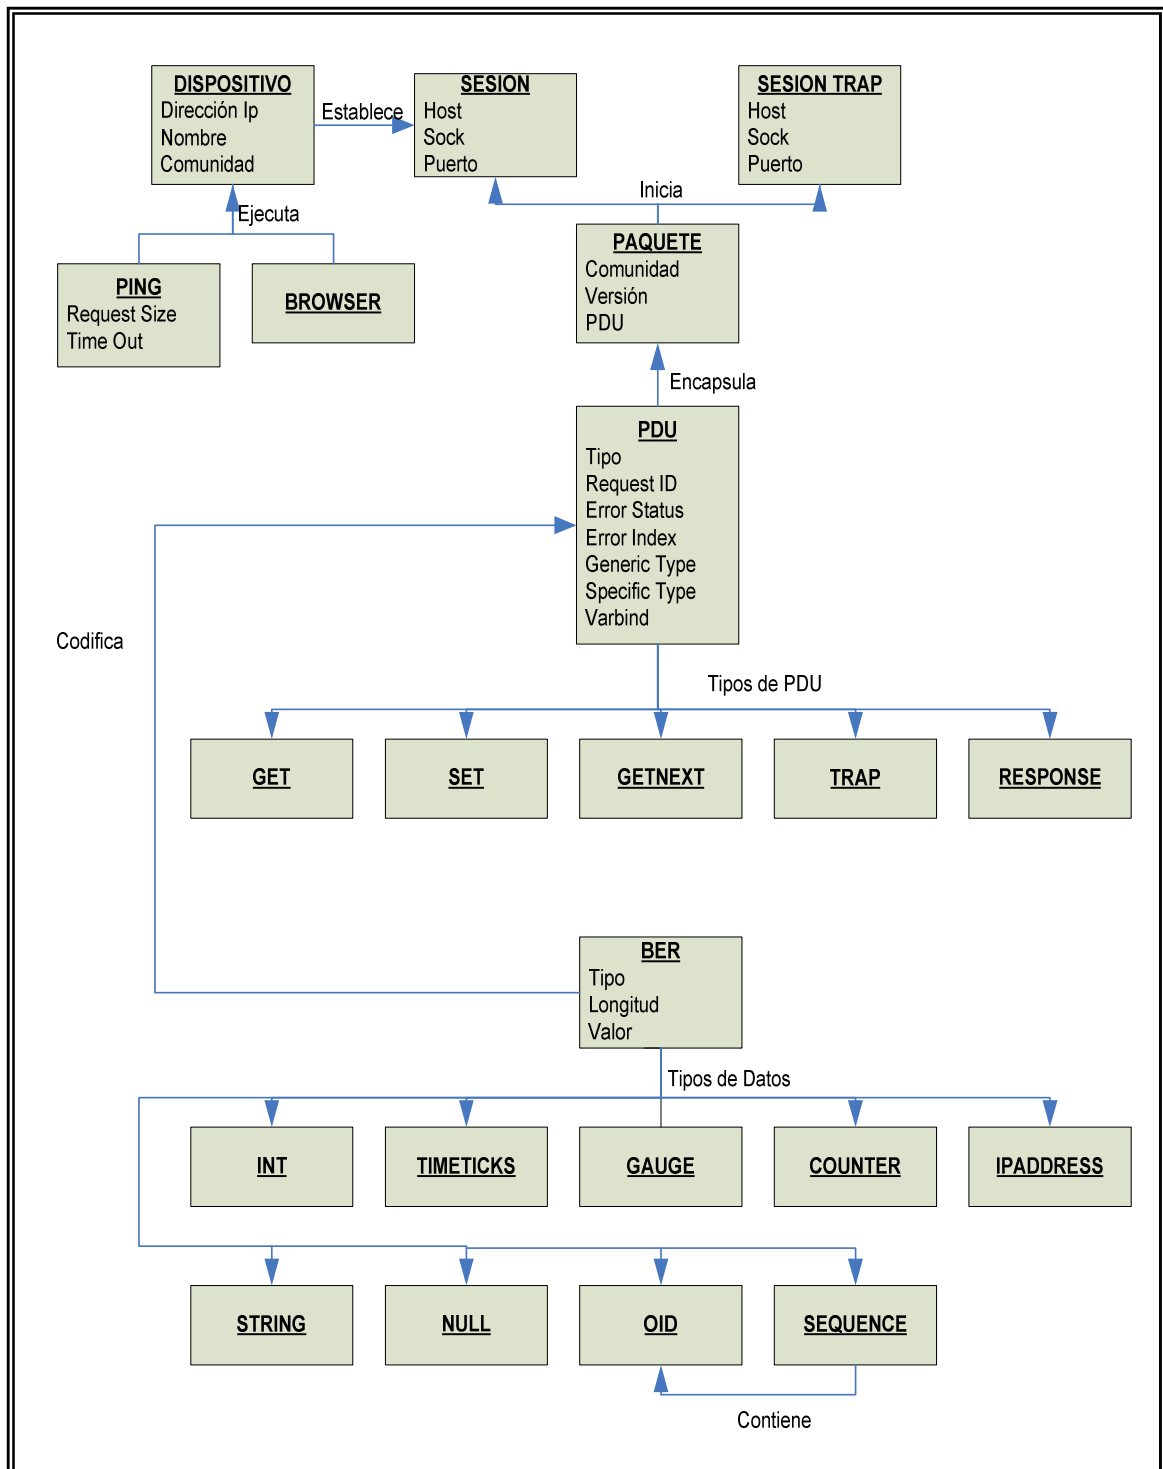 DISPOSITIVO
Dirección Ip
Nombre
Comunidad
Establece
SESION
Host
Sock
Puerto
SESION TRAP
Host
Sock
Puerto
Inicia
Ejecuta
PING
Request Size
Time Out
BROWSER
PAQUETE
Comunidad
Versión
PDU
Encapsula
PDU
Tipo
Request ID
Error Status
Error Index
Generic Type
Specific Type
Varbind
Codifica
Tipos de PDU
GET
SET
GETNEXT
TRAP
RESPONSE
BER
Tipo
Longitud
Valor
Tipos de Datos
INT
TIMETICKS
GAUGE
COUNTER
IPADDRESS
STRING
NULL
OID
SEQUENCE
Contiene